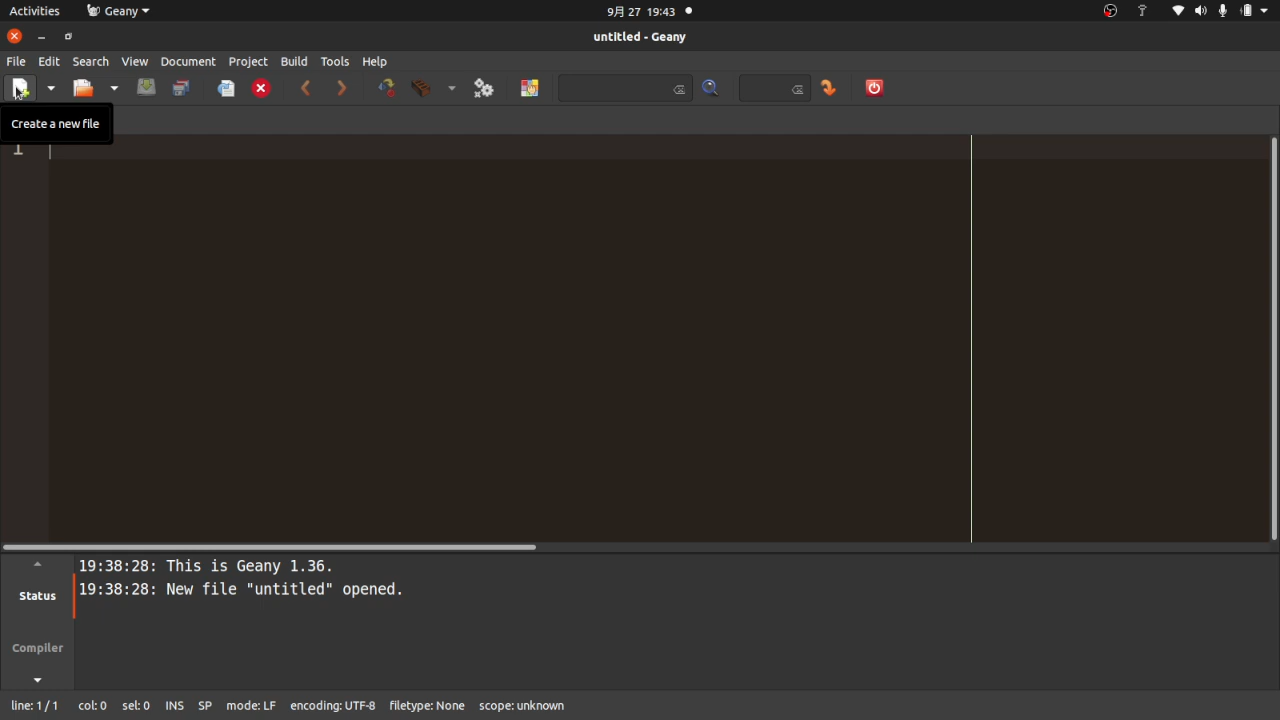 Activities Geany 9月 27 19:43
untitled - Geany
File Edit Search View Document Project Build Tools Help
Create a new file
1
19:38:28: This is Geany 1.36.
19:38:28: New file "untitled" opened.
Status
Compiler
line: 1 / 1 col: 0 sel: 0 INS SP mode: LF encoding: UTF-8 filetype: None scope: unknown